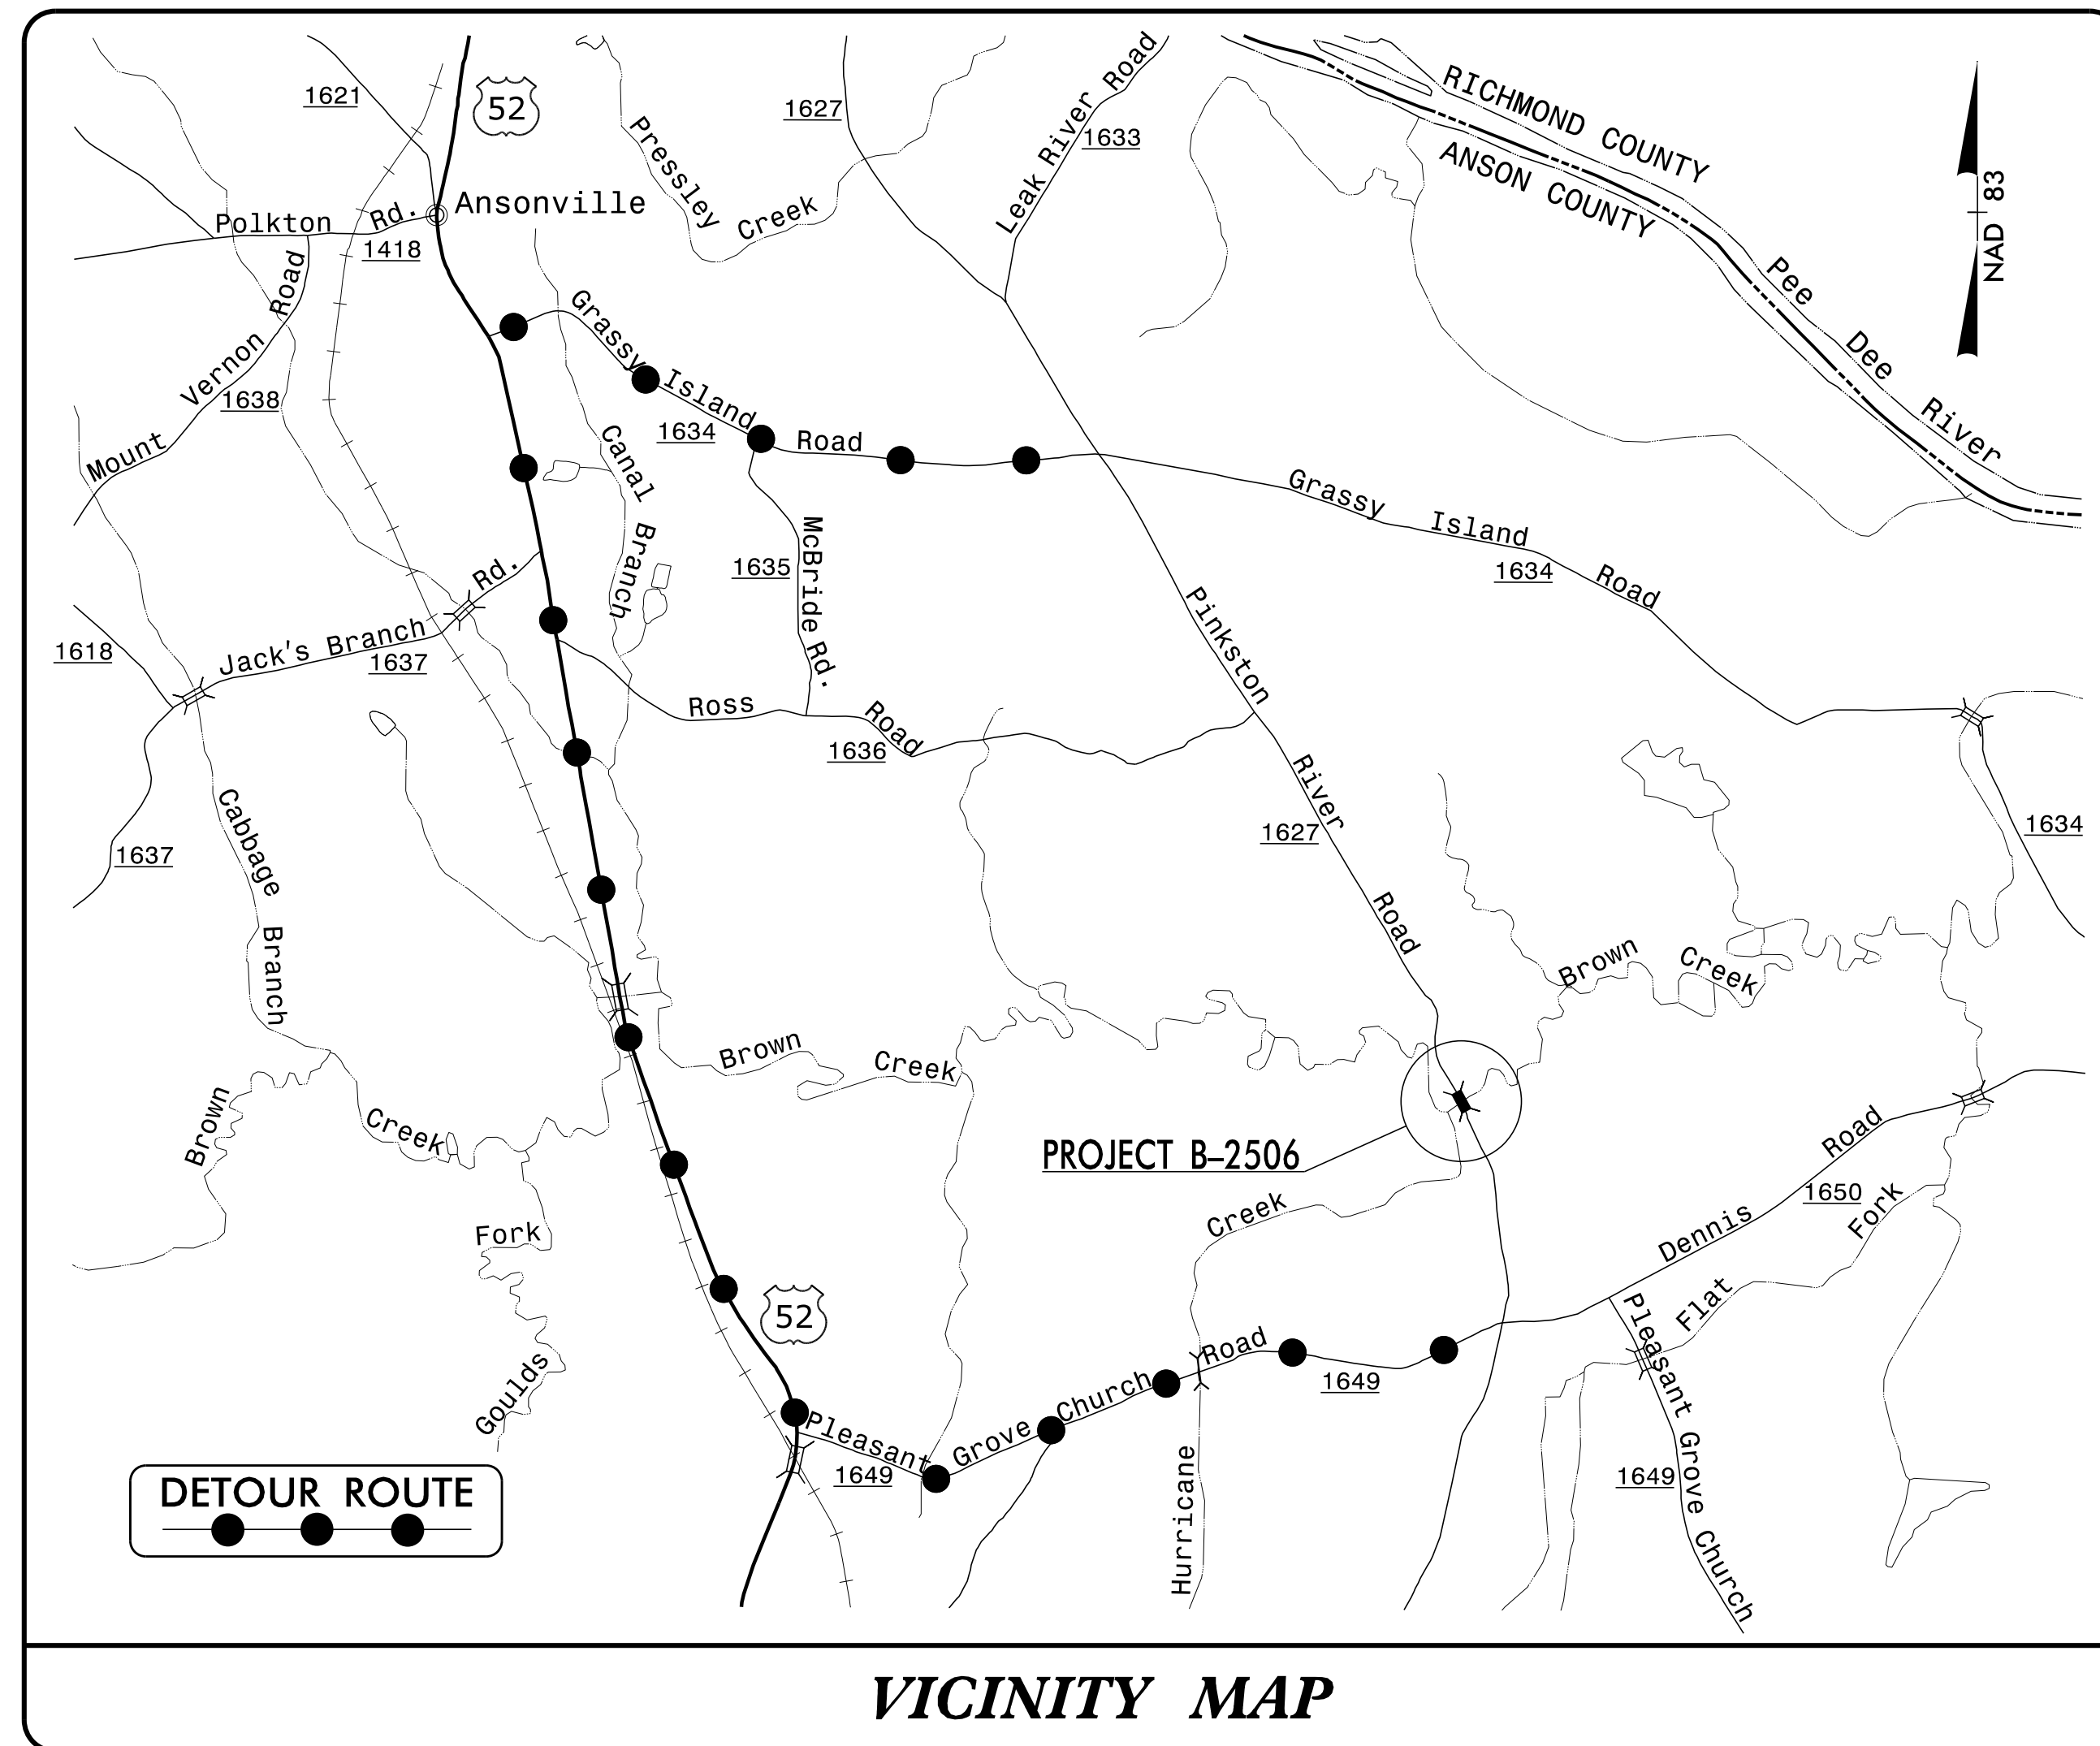 RICHMOND COUNTY
ANSON COUNTY
Pee Dee River
NAD 83
52
1621
1627
Leak River Road
1633
Pressley Creek
Ansonville
Polkton Rd.
1418
Mount Vernon Road
1638
Grassy Island Road
1634
Canal Branch
McBride Rd.
1635
Grassy Island Road
1634
Jack's Branch Rd.
1637
1618
Ross Road
1636
Pinkston River Road
1627
1634
1637
Cabbage Branch
Brown Creek
Brown Creek
Brown Creek
PROJECT B–2506
Creek
Hurricane
Dennis Road
1650
Flat Fork
Fork
Goulds
52
Pleasant Grove Church Road
1649
1649
Pleasant Grove Church
1649
DETOUR ROUTE
VICINITY MAP